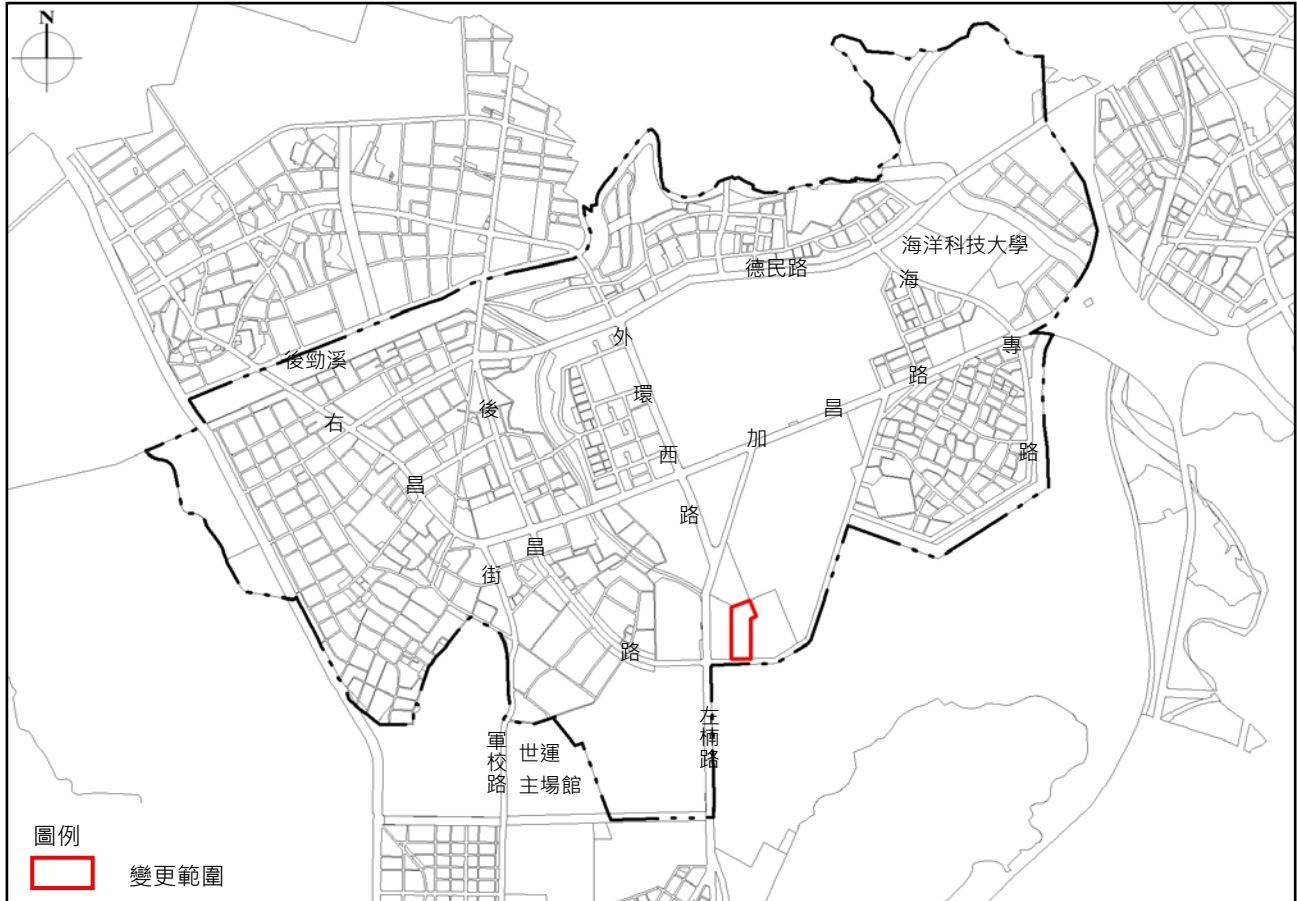 N
海洋科技大學
德民路
海專路
外環西路
後勁溪
右昌街
後昌路
加昌路
左楠路
軍校路
世運
主場館
圖例
變更範圍